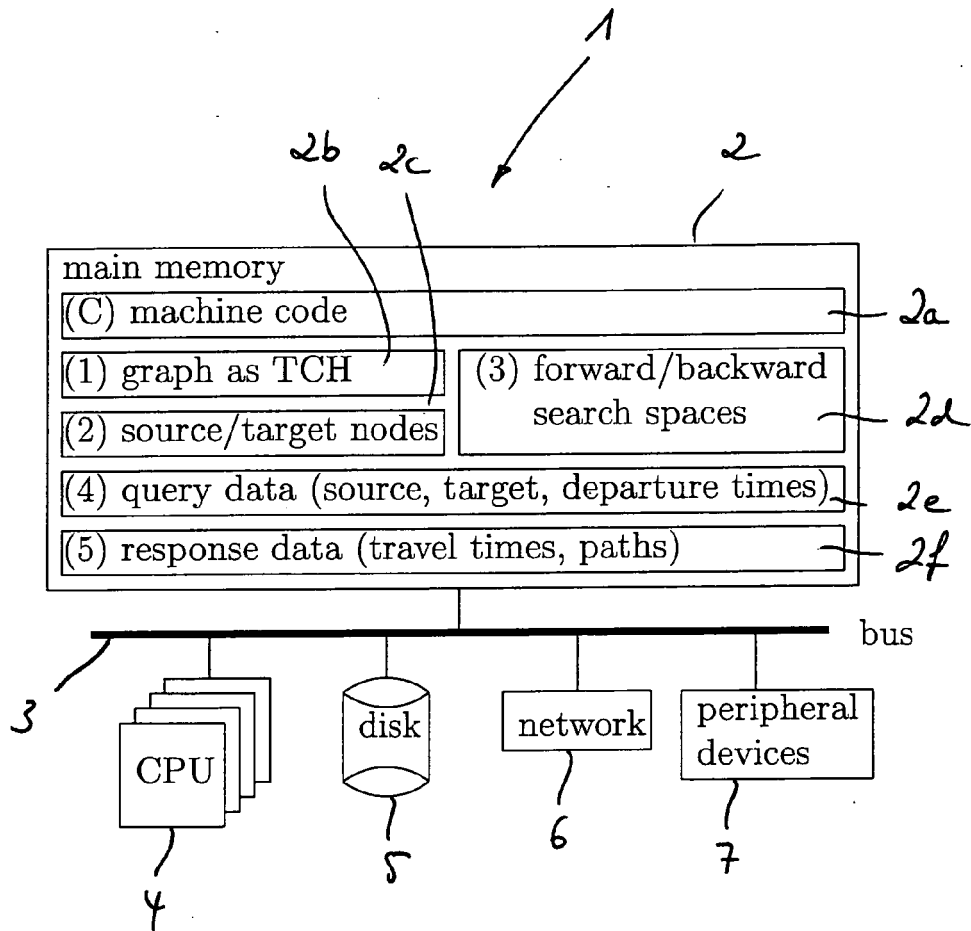 1
2b
2c
2
main memory
(C) machine code
2a
(1) graph as TCH
(3) forward/backward
search spaces
2d
(2) source/target nodes
(4) query data (source, target, departure times)
2e
(5) response data (travel times, paths)
2f
bus
3
CPU
disk
network
peripheral
devices
4
5
6
7